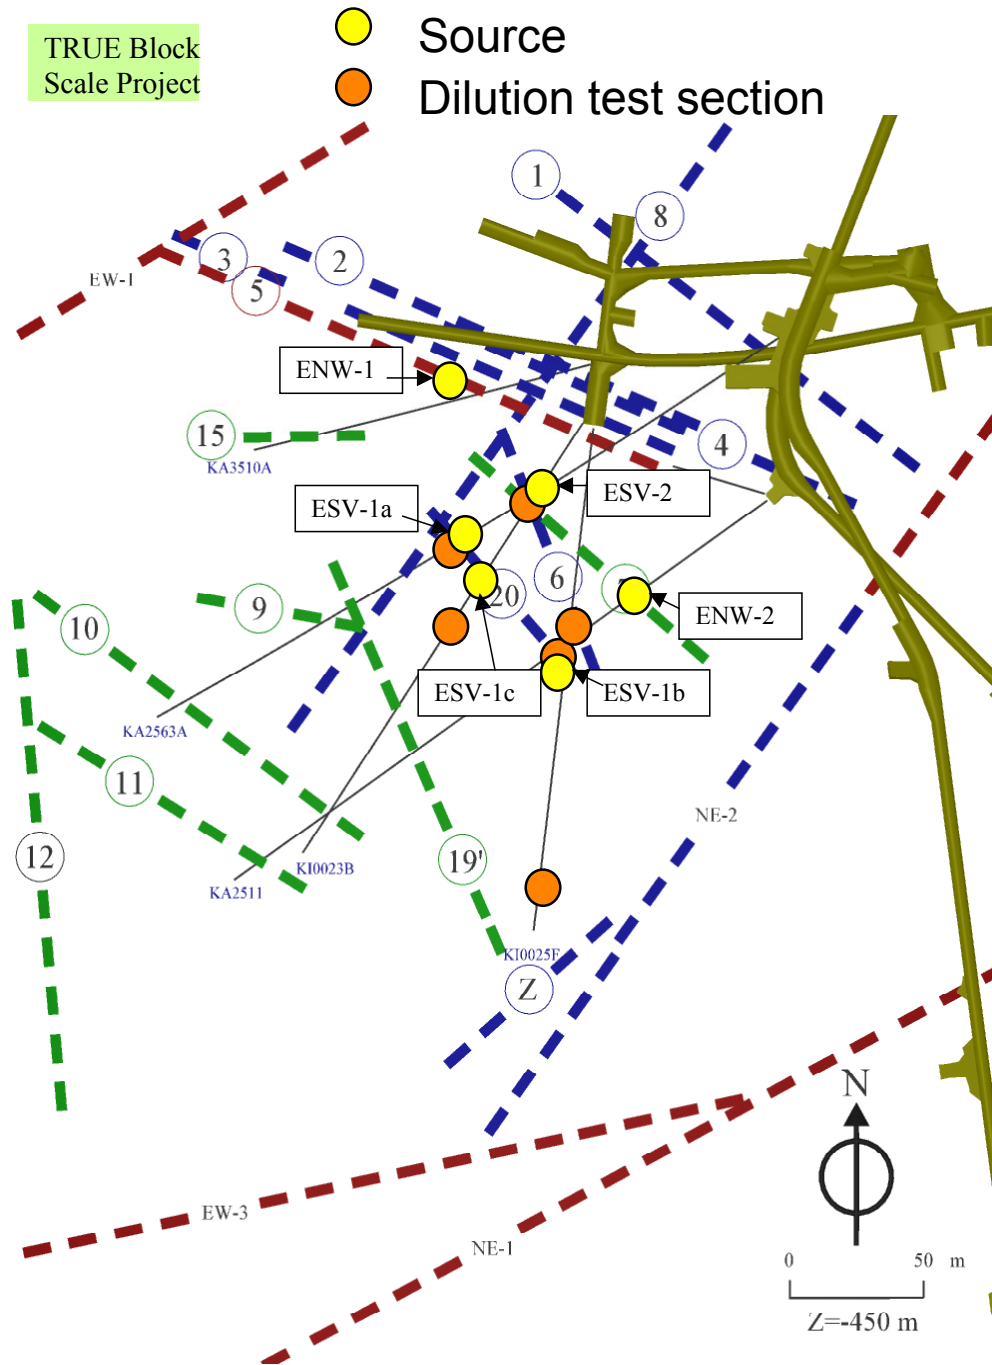 TRUE Block
Scale Project
Source
Dilution test section
1
8
3
2
EW-1
5
ENW-1
15
KA3510A
4
ESV-2
ESV-1a
6
20
9
10
ENW-2
ESV-1c
ESV-1b
KA2563A
11
NE-2
12
19'
KI0023B
KA2511
KI0025F
Z
N
EW-3
NE-1
0 50 m
Z=-450 m